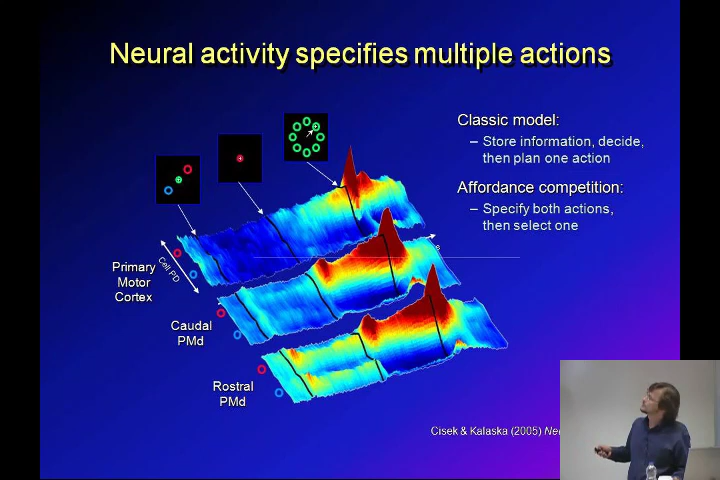 Neural activity specifies multiple actions
Classic model:
– Store information, decide,
then plan one action
Affordance competition:
– Specify both actions,
then select one
Cell PD
Primary
Motor
Cortex
Caudal
PMd
Rostral
PMd
Cisek & Kalaska (2005)